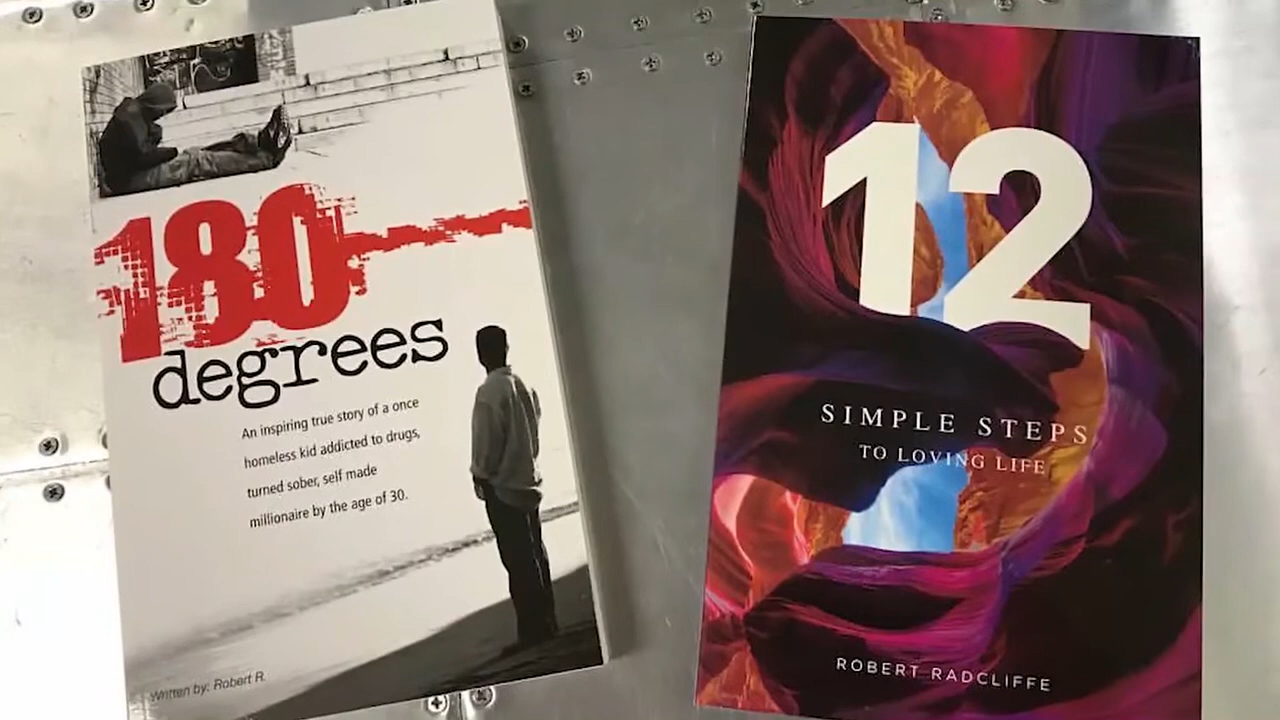 180
degrees
An inspiring true story of a once
homeless kid addicted to drugs,
turned sober, self made
millionaire by the age of 30.
Written by: Robert R.
12
SIMPLE STEPS
TO LOVING LIFE
ROBERT RADCLIFFE